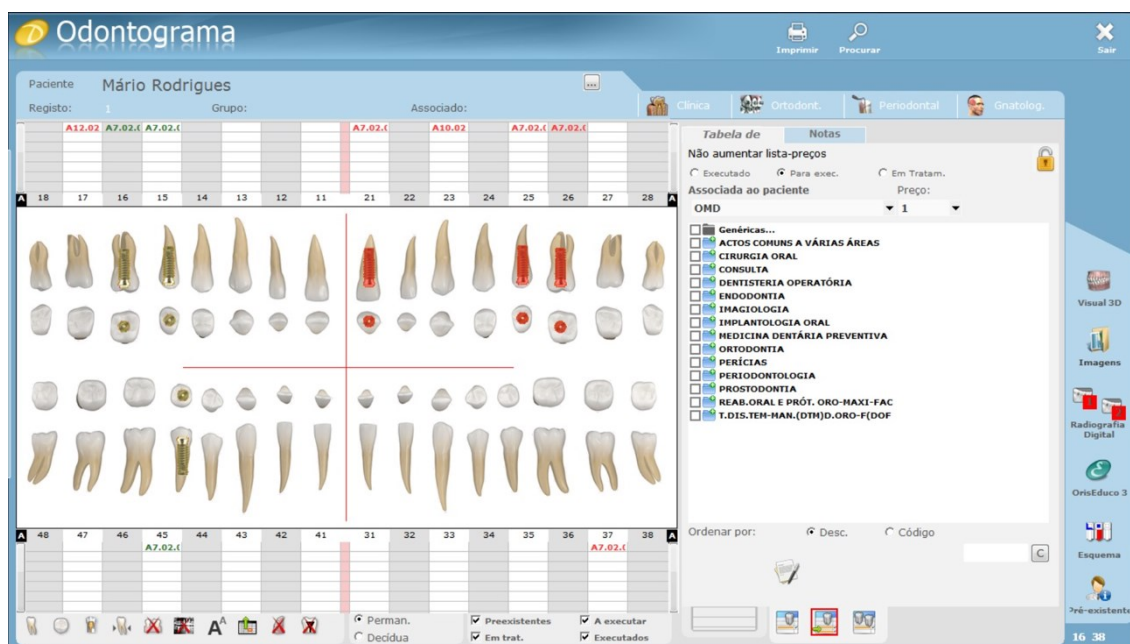 Odontograma
Imprimir
Procurar
Sair
Paciente Mário Rodrigues ...
Registo: 1 Grupo: Associado:
Clínica Ortodont. Periodontal Gnatolog.
A12.02 A7.02.( A7.02.( A7.02.( A10.02 A7.02.( A7.02.(
A 18 17 16 15 14 13 12 11 21 22 23 24 25 26 27 28 A
A 48 47 46 45 44 43 42 41 31 32 33 34 35 36 37 38 A
A7.02.( A7.02.(
Perman.
Decídua
Preexistentes
Em trat.
A executar
Executados
Tabela de Notas
Não aumentar lista-preços
Executado Para exec. Em Tratam.
Associada ao paciente Preço:
OMD 1
Genéricas...
ACTOS COMUNS A VÁRIAS ÁREAS
CIRURGIA ORAL
CONSULTA
DENTISTERIA OPERATÓRIA
ENDODONTIA
IMAGIOLOGIA
IMPLANTOLOGIA ORAL
MEDICINA DENTÁRIA PREVENTIVA
ORTODONTIA
PERÍCIAS
PERIODONTOLOGIA
PROSTODONTIA
REAB.ORAL E PRÓT. ORO-MAXI-FAC
T.DIS.TEM-MAN.(DTM)D.ORO-F(DOF
Ordenar por: Desc. Código
C
Visual 3D
Imagens
Radiografia
Digital
OrisEduco 3
Esquema
Pré-existente
16 38